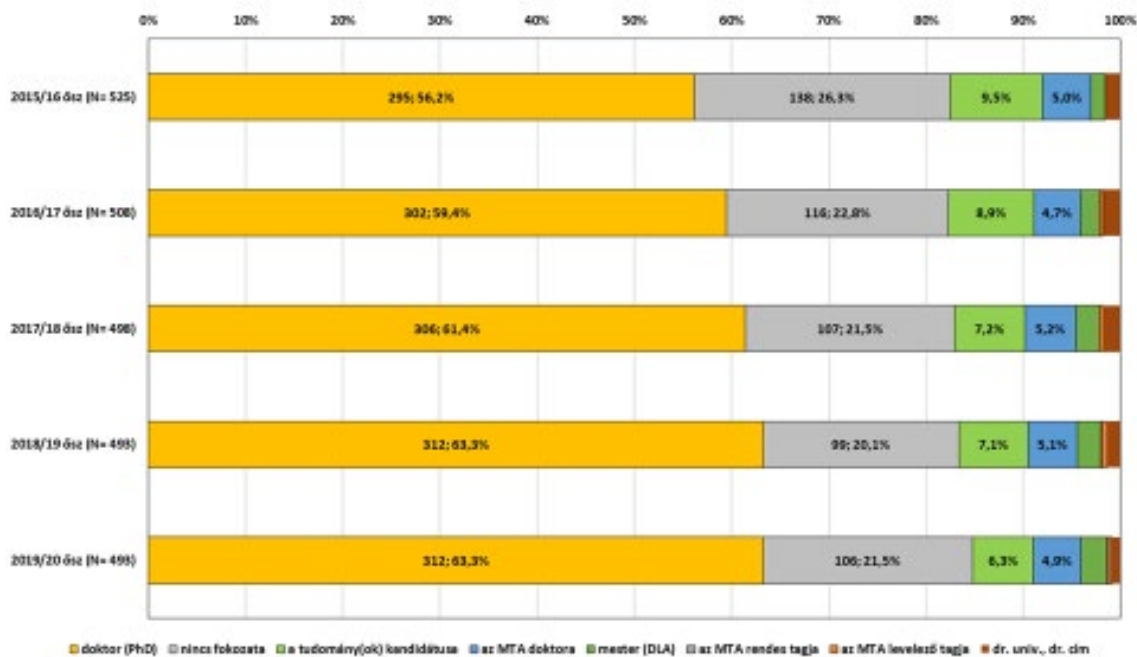 0% 10% 20% 30% 40% 50% 60% 70% 80% 90% 100%
2015/16 ősz (N= 525) 295; 56,2% 138; 26,3% 9,5% 5,0%
2016/17 ősz (N= 508) 302; 59,4% 116; 22,8% 8,9% 4,7%
2017/18 ősz (N= 498) 306; 61,4% 107; 21,5% 7,2% 5,2%
2018/19 ősz (N= 493) 312; 63,3% 99; 20,1% 7,1% 5,1%
2019/20 ősz (N= 493) 312; 63,3% 106; 21,5% 6,3% 4,9%
doktor (PhD) nincs fokozata a tudomány(ok) kandidátusa az MTA doktora mester (DLA) az MTA rendes tagja az MTA levelező tagja dr. univ., dr. cím